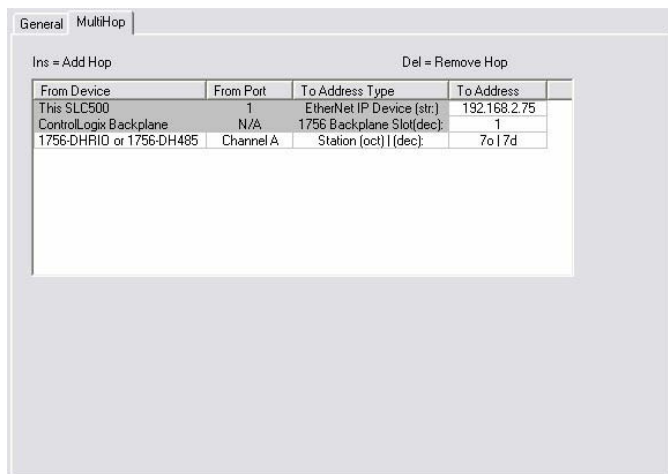 General MultiHop
Ins = Add Hop Del = Remove Hop
From Device From Port To Address Type To Address
This SLC500 1 EtherNet IP Device (str:) 192.168.2.75
ControlLogix Backplane N/A 1756 Backplane Slot(dec): 1
1756-DHRIO or 1756-DH485 Channel A Station (oct) | (dec): 7o | 7d